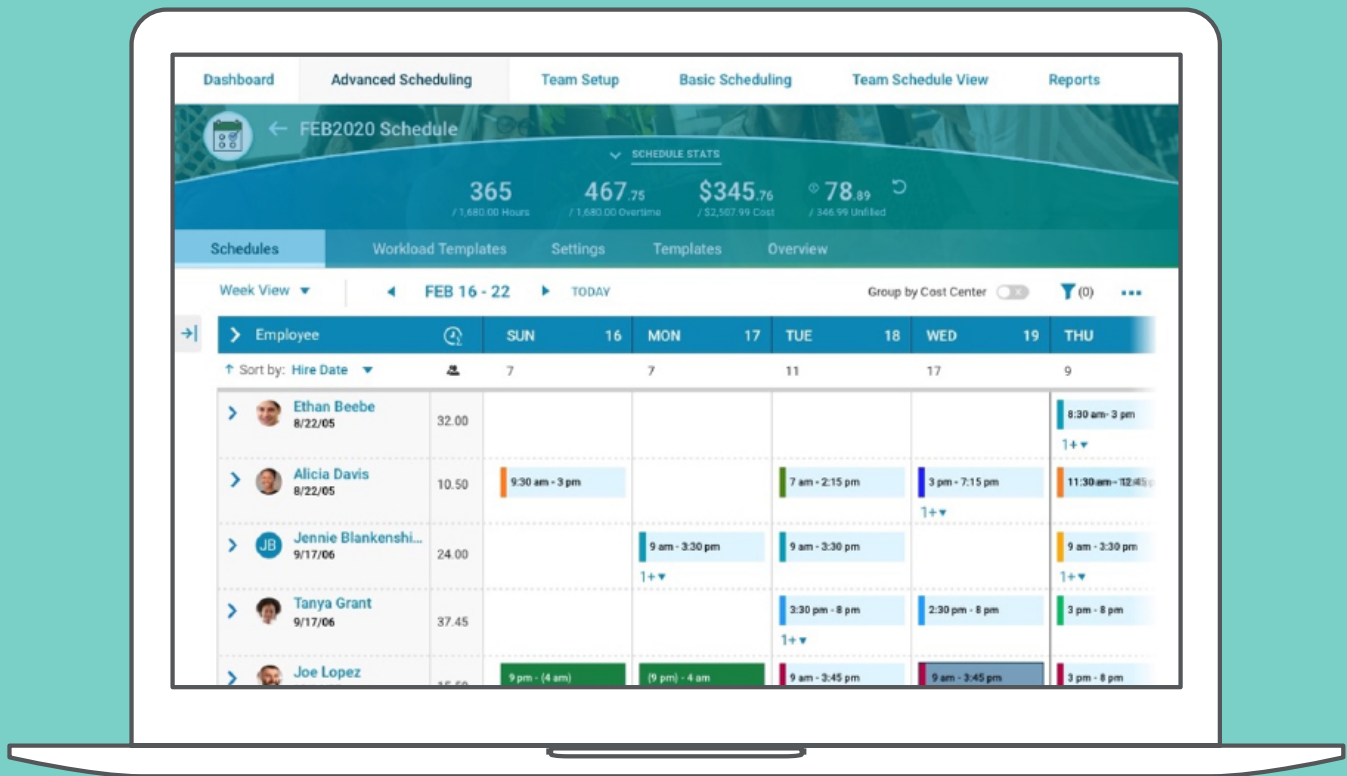 Dashboard Advanced Scheduling Team Setup Basic Scheduling Team Schedule View Reports
← FEB2020 Schedule
SCHEDULE STATS
365 467.75 $345.76 78.89
/ 1,680.00 Hours / 1,680.00 Overtime / $2,507.99 Cost / 346.99 Unfilled
Schedules Workload Templates Settings Templates Overview
Week View FEB 16 - 22 TODAY Group by Cost Center (0)
Employee SUN 16 MON 17 TUE 18 WED 19 THU
↑ Sort by: Hire Date 7 7 11 17 9
Ethan Beebe
8/22/05 32.00 8:30 am- 3 pm
1+
Alicia Davis
8/22/05 10.50 9:30 am - 3 pm 7 am - 2:15 pm 3 pm - 7:15 pm 11:30 am - 12:45
1+
JB Jennie Blankenshi...
9/17/06 24.00 9 am - 3:30 pm 9 am - 3:30 pm 9 am - 3:30 pm
1+ 1+
Tanya Grant
9/17/06 37.45 3:30 pm - 8 pm 2:30 pm - 8 pm 3 pm - 8 pm
1+
Joe Lopez
9 pm - (4 am) (9 pm) - 4 am 9 am - 3:45 pm 9 am - 3:45 pm 3 pm - 8 pm